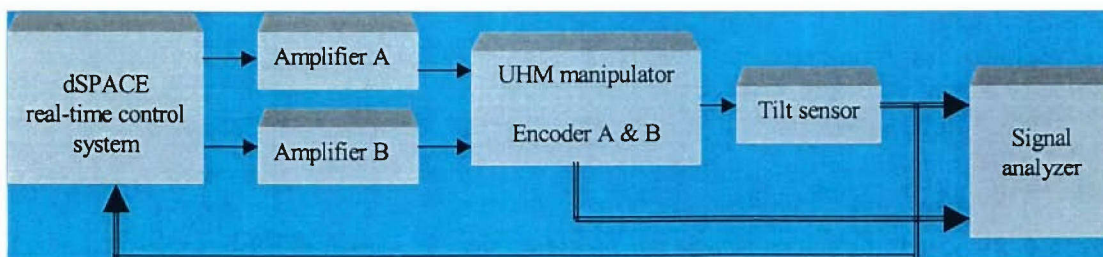 dSPACE
real-time control
system
Amplifier A
Amplifier B
UHM manipulator
Encoder A & B
Tilt sensor
Signal
analyzer